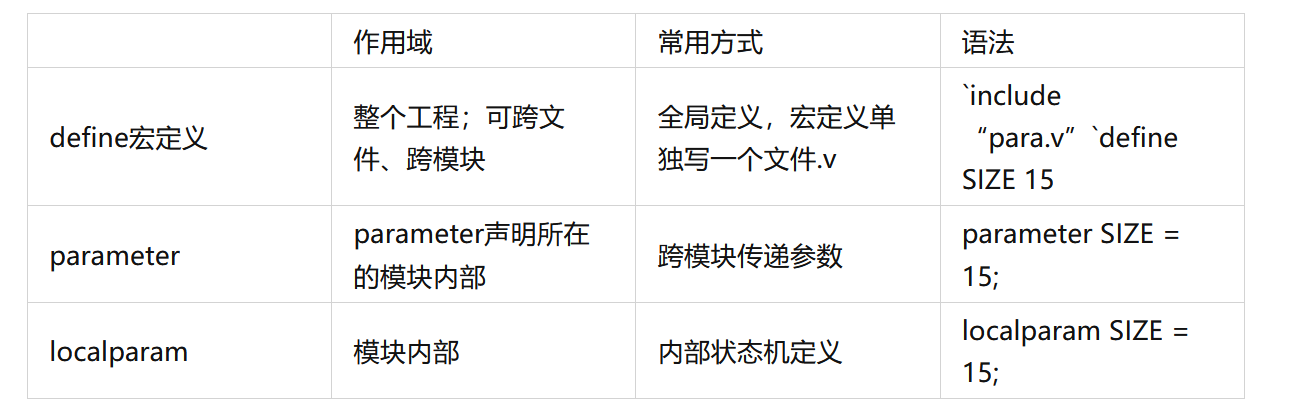 作用域 常用方式 语法
define宏定义
整个工程；可跨文
件、跨模块
全局定义，宏定义单
独写一个文件.v
`include
“para.v” `define
SIZE 15
parameter
parameter声明所在
的模块内部
跨模块传递参数
parameter SIZE =
15;
localparam
模块内部
内部状态机定义
localparam SIZE =
15;